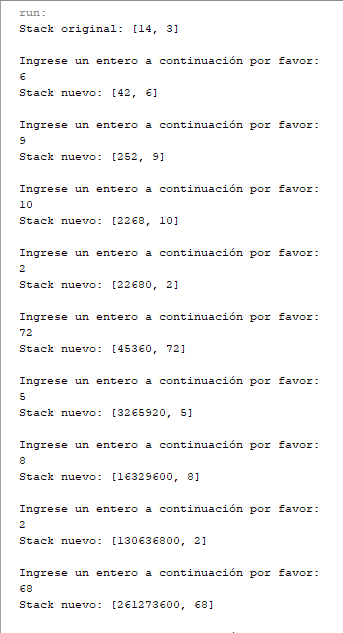 run:
Stack original: [14, 3]
Ingrese un entero a continuación por favor:
6
Stack nuevo: [42, 6]
Ingrese un entero a continuación por favor:
9
Stack nuevo: [252, 9]
Ingrese un entero a continuación por favor:
10
Stack nuevo: [2268, 10]
Ingrese un entero a continuación por favor:
2
Stack nuevo: [22680, 2]
Ingrese un entero a continuación por favor:
72
Stack nuevo: [45360, 72]
Ingrese un entero a continuación por favor:
5
Stack nuevo: [3265920, 5]
Ingrese un entero a continuación por favor:
8
Stack nuevo: [16329600, 8]
Ingrese un entero a continuación por favor:
2
Stack nuevo: [130636800, 2]
Ingrese un entero a continuación por favor:
68
Stack nuevo: [261273600, 68]